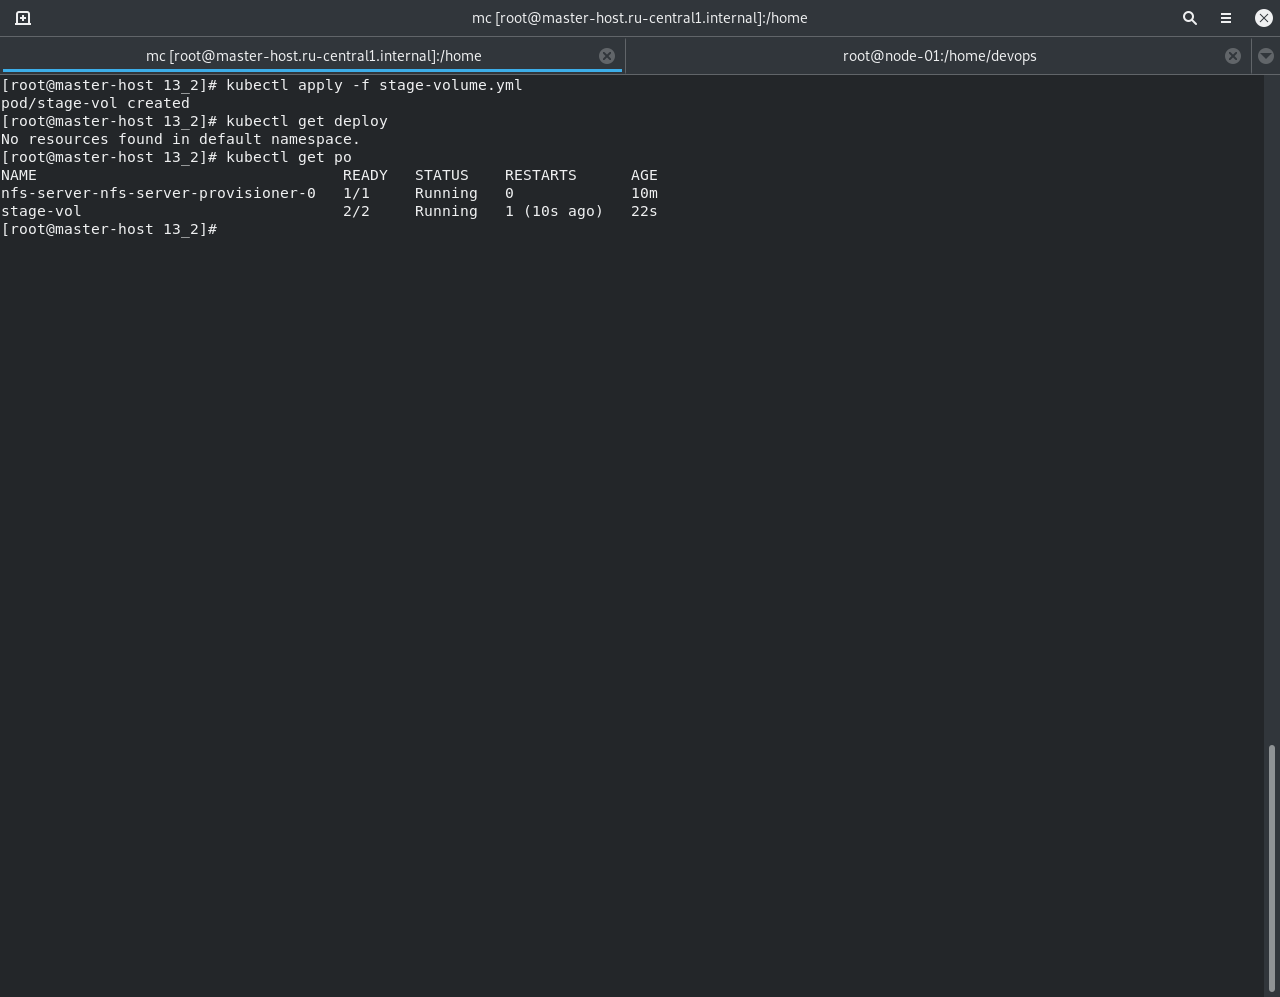 mc [root@master-host.ru-central1.internal]:/home
mc [root@master-host.ru-central1.internal]:/home
root@node-01:/home/devops
[root@master-host 13_2]# kubectl apply -f stage-volume.yml
pod/stage-vol created
[root@master-host 13_2]# kubectl get deploy
No resources found in default namespace.
[root@master-host 13_2]# kubectl get po
NAME                                  READY   STATUS    RESTARTS      AGE
nfs-server-nfs-server-provisioner-0   1/1     Running   0             10m
stage-vol                             2/2     Running   1 (10s ago)   22s
[root@master-host 13_2]#